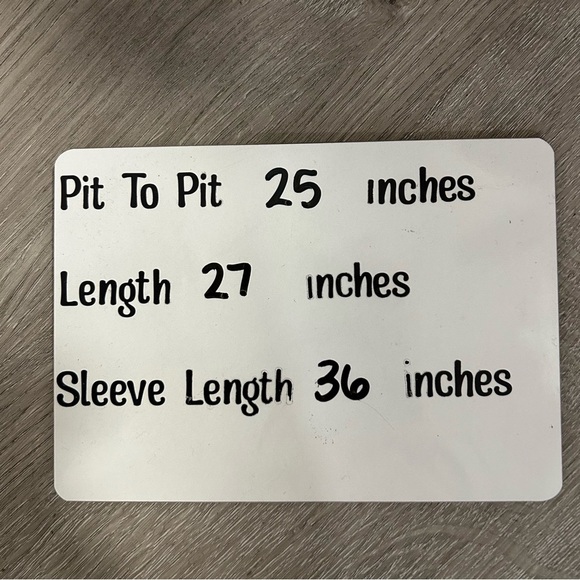 Pit To Pit 25 inches
Length 27 inches
Sleeve Length 36 inches